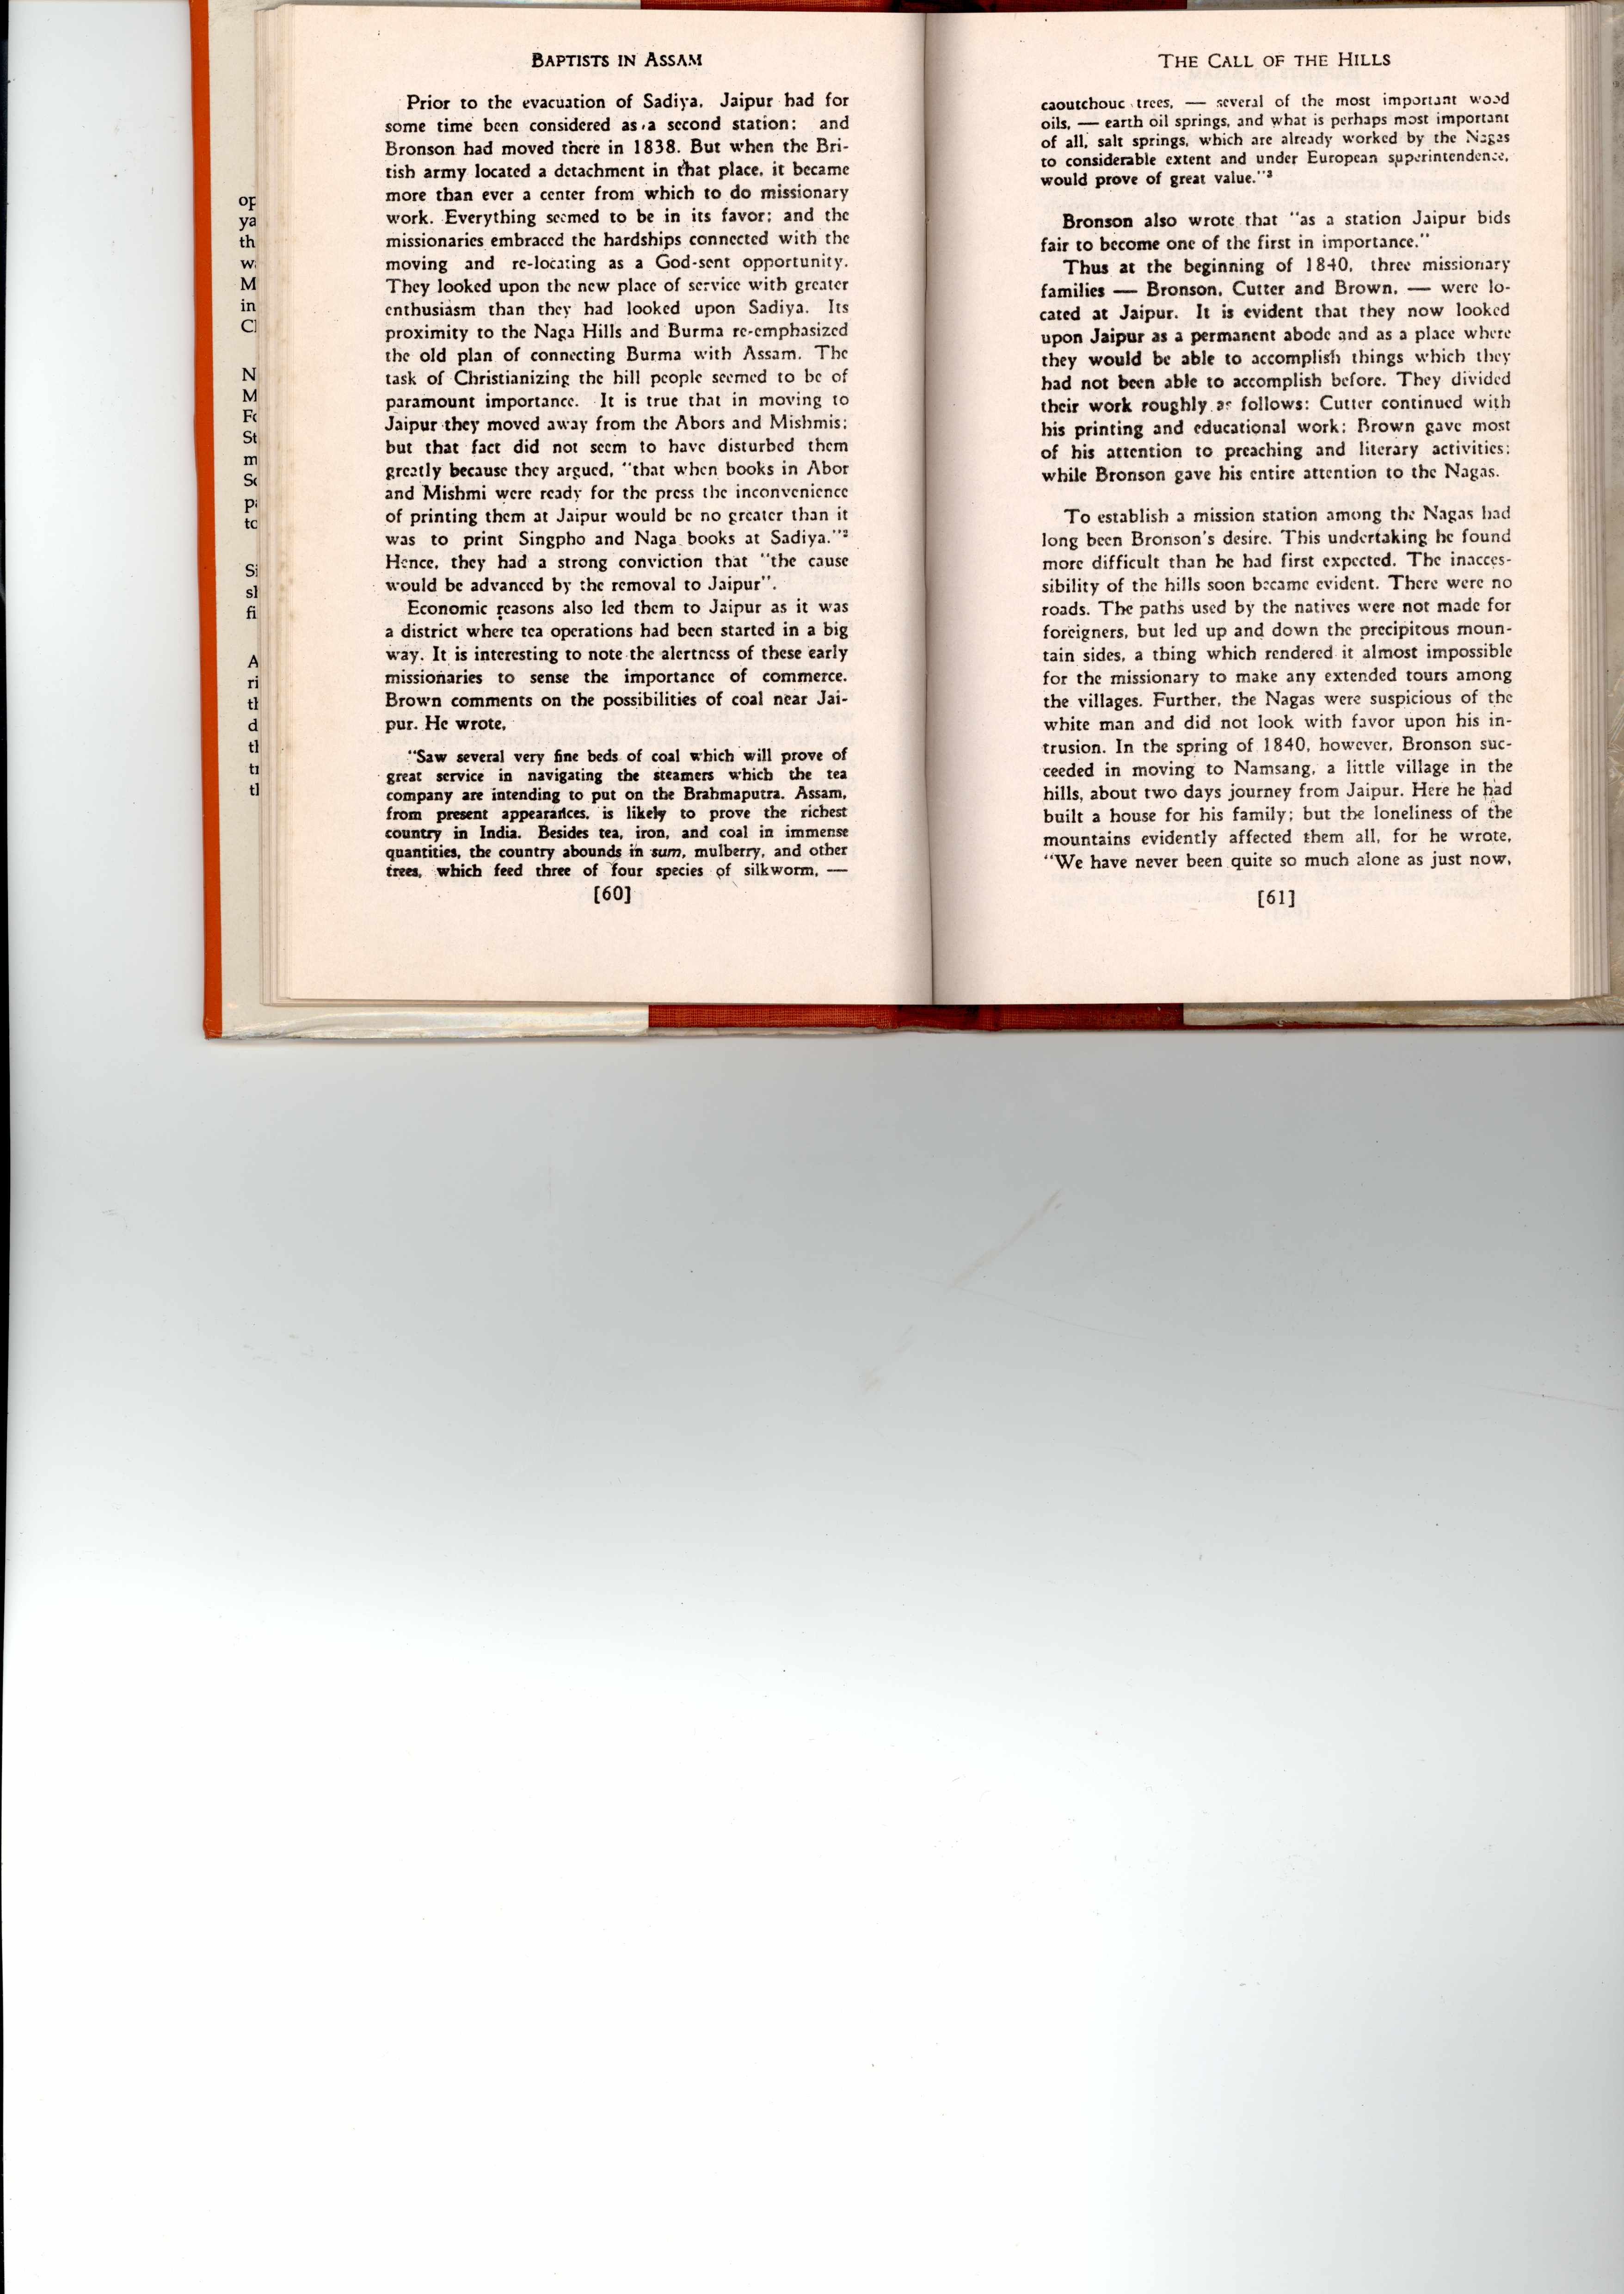 op
ya
th
w
M
in
N
M
St
m
to
Si
fi
A
ri
d
BAPTISTS IN ASSAM
Prior to the evacuation of Sadiya, Jaipur had for
some time been considered as a second station; and
Bronson had moved there in 1838. But when the Bri-
tish army located a detachment in that place, it became
more than ever a center from which to do missionary
work. Everything seemed to be in its favor; and the
missionaries embraced the hardships connected with the
moving and re-locating as a God-sent opportunity.
They looked upon the new place of service with greater
enthusiasm than they had looked upon Sadiya. Its
proximity to the Naga Hills and Burma re-emphasized
the old plan of connecting Burma with Assam. The
task of Christianizing the hill people seemed to be of
paramount importance. It is true that in moving to
Jaipur they moved away from the Abors and Mishmis;
but that fact did not seem to have disturbed them
greatly because they argued, "that when books in Abor
and Mishmi were ready for the press the inconvenience
of printing them at Jaipur would be no greater than it
was to print Singpho and Naga books at Sadiya."²
Hence, they had a strong conviction that "the cause
would be advanced by the removal to Jaipur".
Economic reasons also led them to Jaipur as it was
a district where tea operations had been started in a big
way. It is interesting to note the alertness of these early
missionaries to sense the importance of commerce.
Brown comments on the possibilities of coal near Jai-
pur. He wrote,
"Saw several very fine beds of coal which will prove of
great service in navigating the steamers which the tea
company are intending to put on the Brahmaputra. Assam,
from present appearances, is likely to prove the richest
country in India. Besides tea, iron, and coal in immense
quantities, the country abounds in sum, mulberry, and other
trees, which feed three of four species of silkworm, —
[60]
THE CALL OF THE HILLS
caoutchouc trees, — several of the most important wood
oils, — earth oil springs, and what is perhaps most important
of all, salt springs, which are already worked by the Nagas
to considerable extent and under European superintendence,
would prove of great value."³
Bronson also wrote that "as a station Jaipur bids
fair to become one of the first in importance."
Thus at the beginning of 1840, three missionary
families — Bronson, Cutter and Brown, — were lo-
cated at Jaipur. It is evident that they now looked
upon Jaipur as a permanent abode and as a place where
they would be able to accomplish things which they
had not been able to accomplish before. They divided
their work roughly as follows: Cutter continued with
his printing and educational work; Brown gave most
of his attention to preaching and literary activities;
while Bronson gave his entire attention to the Nagas.
To establish a mission station among the Nagas had
long been Bronson's desire. This undertaking he found
more difficult than he had first expected. The inacces-
sibility of the hills soon became evident. There were no
roads. The paths used by the natives were not made for
foreigners, but led up and down the precipitous moun-
tain sides, a thing which rendered it almost impossible
for the missionary to make any extended tours among
the villages. Further, the Nagas were suspicious of the
white man and did not look with favor upon his in-
trusion. In the spring of 1840, however, Bronson suc-
ceeded in moving to Namsang, a little village in the
hills, about two days journey from Jaipur. Here he had
built a house for his family; but the loneliness of the
mountains evidently affected them all, for he wrote,
"We have never been quite so much alone as just now,
[61]